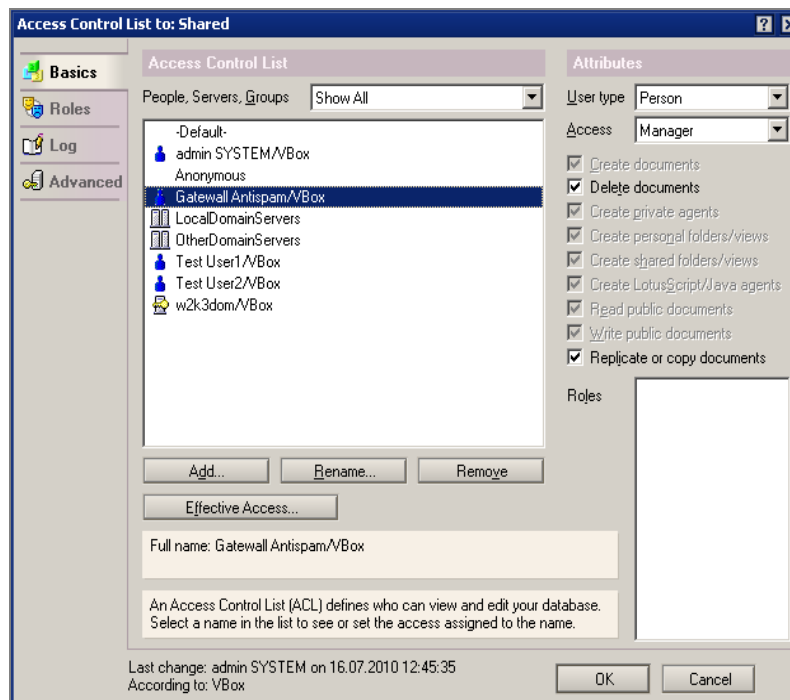 Access Control List to: Shared
Basics
Roles
Log
Advanced
Access Control List
People, Servers, Groups
Show All
-Default-
admin SYSTEM/VBox
Anonymous
Gatewall Antispam/VBox
LocalDomainServers
OtherDomainServers
Test User1/VBox
Test User2/VBox
w2k3dom/VBox
Add...
Rename...
Remove
Effective Access...
Full name: Gatewall Antispam/VBox
An Access Control List (ACL) defines who can view and edit your database.
Select a name in the list to see or set the access assigned to the name.
Attributes
User type
Person
Access
Manager
Create documents
Delete documents
Create private agents
Create personal folders/views
Create shared folders/views
Create LotusScript/Java agents
Read public documents
Write public documents
Replicate or copy documents
Roles
Last change: admin SYSTEM on 16.07.2010 12:45:35
According to: VBox
OK
Cancel